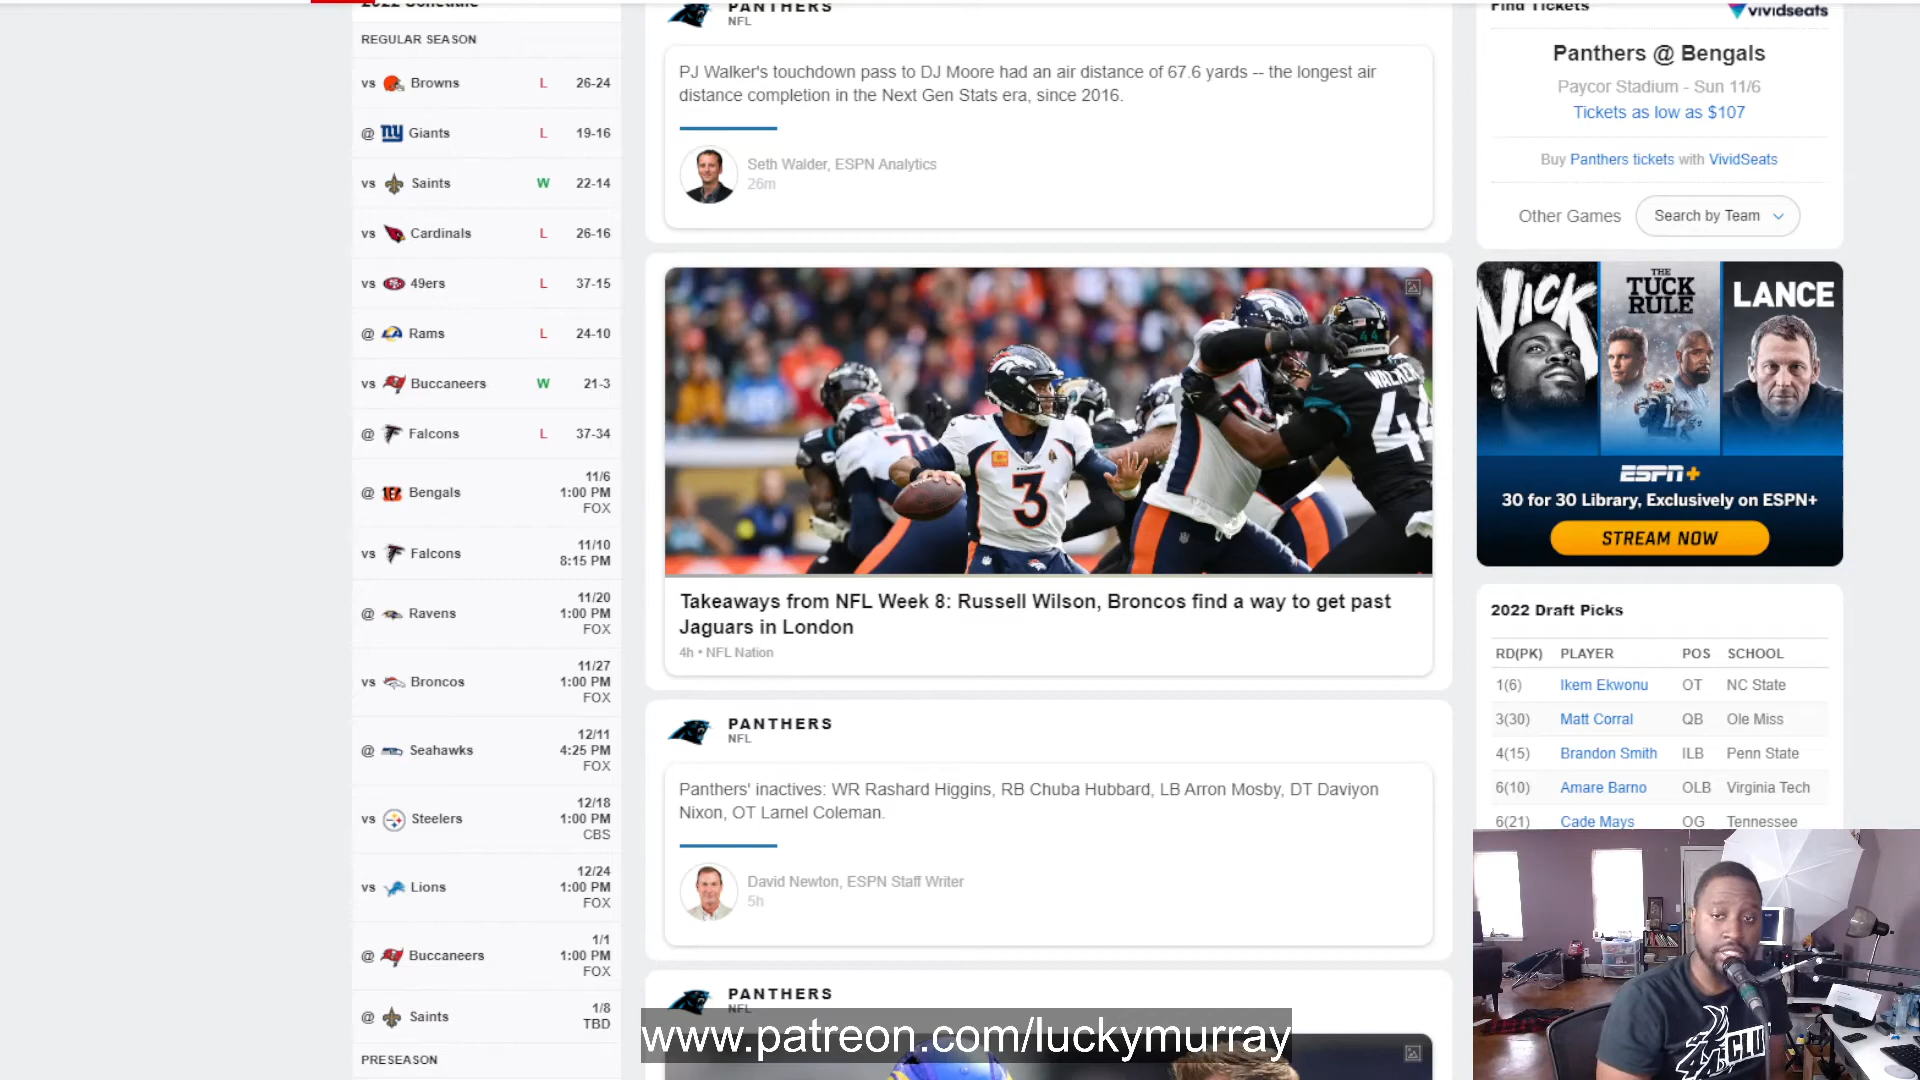 2022 Schedule
REGULAR SEASON
vs Browns L 26-24
@ Giants L 19-16
vs Saints W 22-14
vs Cardinals L 26-16
vs 49ers L 37-15
@ Rams L 24-10
vs Buccaneers W 21-3
@ Falcons L 37-34
@ Bengals 11/6 1:00 PM FOX
vs Falcons 11/10 8:15 PM
@ Ravens 11/20 1:00 PM FOX
vs Broncos 11/27 1:00 PM FOX
@ Seahawks 12/11 4:25 PM FOX
vs Steelers 12/18 1:00 PM CBS
vs Lions 12/24 1:00 PM FOX
@ Buccaneers 1/1 1:00 PM FOX
@ Saints 1/8 TBD
PRESEASON
PANTHERS
NFL
PJ Walker's touchdown pass to DJ Moore had an air distance of 67.6 yards -- the longest air
distance completion in the Next Gen Stats era, since 2016.
Seth Walder, ESPN Analytics
26m
WALKER
44
3
Takeaways from NFL Week 8: Russell Wilson, Broncos find a way to get past
Jaguars in London
4h • NFL Nation
PANTHERS
NFL
Panthers' inactives: WR Rashard Higgins, RB Chuba Hubbard, LB Arron Mosby, DT Daviyon
Nixon, OT Larnel Coleman.
David Newton, ESPN Staff Writer
5h
PANTHERS
NFL
www.patreon.com/luckymurray
Find Tickets vividseats
Panthers @ Bengals
Paycor Stadium - Sun 11/6
Tickets as low as $107
Buy Panthers tickets with VividSeats
Other Games Search by Team
VICK
THE
TUCK
RULE
LANCE
ESPN+
30 for 30 Library, Exclusively on ESPN+
STREAM NOW
2022 Draft Picks
RD(PK) PLAYER POS SCHOOL
1(6) Ikem Ekwonu OT NC State
3(30) Matt Corral QB Ole Miss
4(15) Brandon Smith ILB Penn State
6(10) Amare Barno OLB Virginia Tech
6(21) Cade Mays OG Tennessee